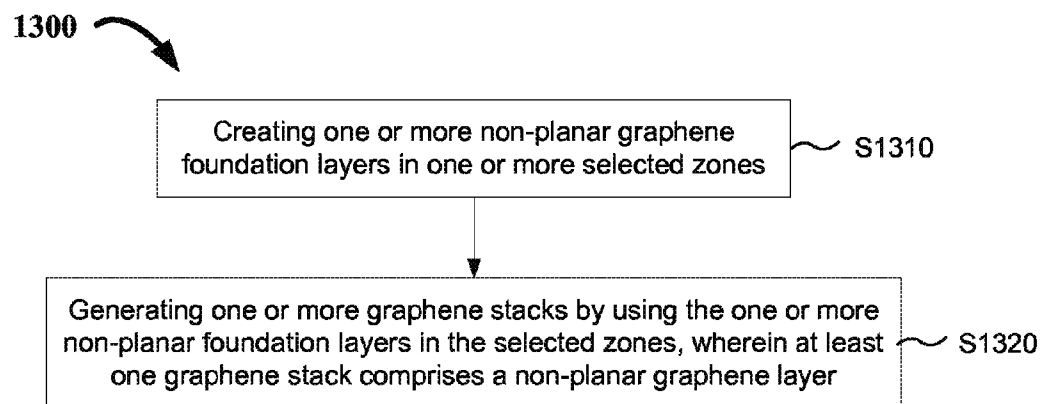 1300
Creating one or more non-planar graphene
foundation layers in one or more selected zones
S1310
Generating one or more graphene stacks by using the one or more
non-planar foundation layers in the selected zones, wherein at least
one graphene stack comprises a non-planar graphene layer
S1320